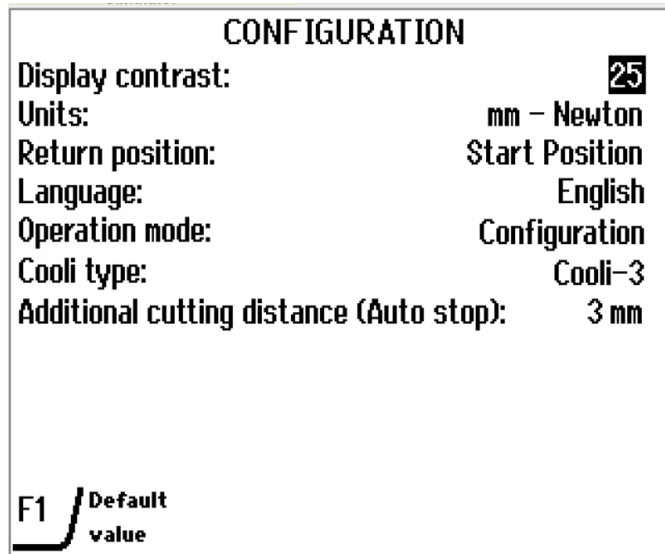 CONFIGURATION
Display contrast: 25
Units: mm – Newton
Return position: Start Position
Language: English
Operation mode: Configuration
Cooli type: Cooli-3
Additional cutting distance (Auto stop): 3 mm
F1 Default
value